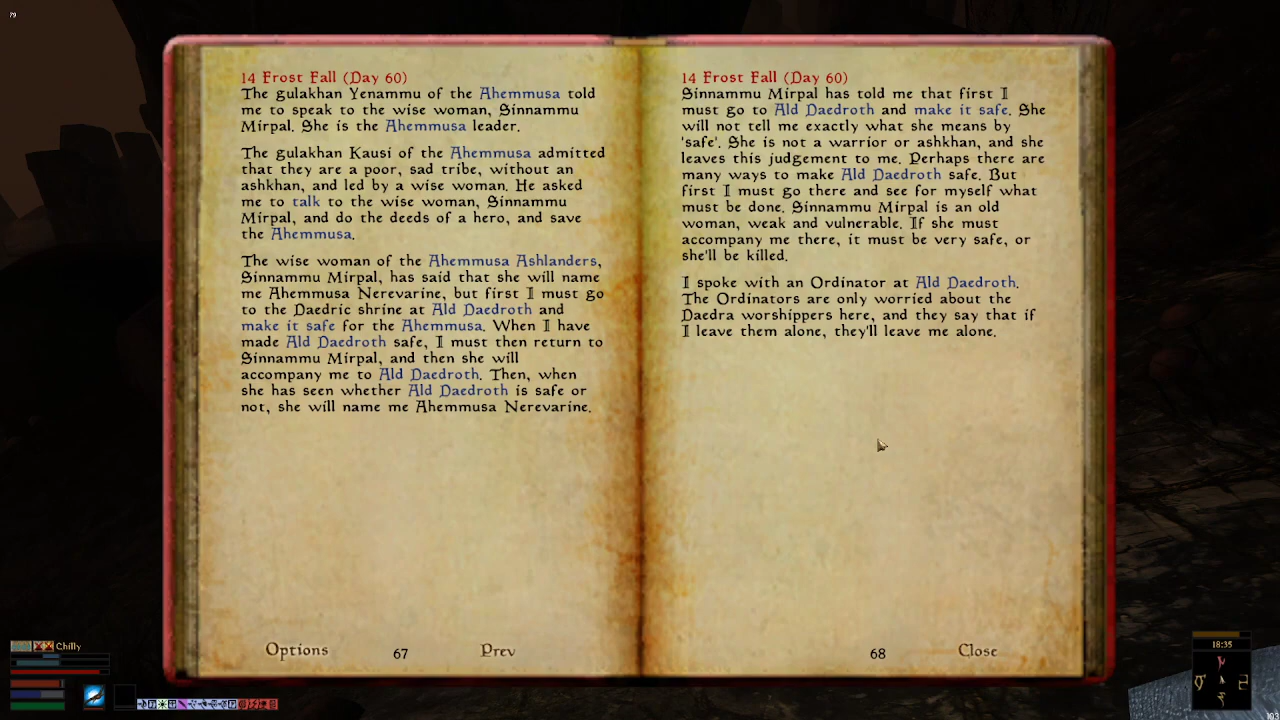 79
14 Frost Fall (Day 60)
The gulakhan Yenammu of the Ahemmusa told
me to speak to the wise woman, Sinnammu
Mirpal. She is the Ahemmusa leader.
The gulakhan Kausi of the Ahemmusa admitted
that they are a poor, sad tribe, without an
ashkhan, and led by a wise woman. He asked
me to talk to the wise woman, Sinnammu
Mirpal, and do the deeds of a hero, and save
the Ahemmusa.
The wise woman of the Ahemmusa Ashlanders,
Sinnammu Mirpal, has said that she will name
me Ahemmusa Nerevarine, but first I must go
to the Daedric shrine at Ald Daedroth and
make it safe for the Ahemmusa. When I have
made Ald Daedroth safe, I must then return to
Sinnammu Mirpal, and then she will
accompany me to Ald Daedroth. Then, when
she has seen whether Ald Daedroth is safe or
not, she will name me Ahemmusa Nerevarine.
14 Frost Fall (Day 60)
Sinnammu Mirpal has told me that first I
must go to Ald Daedroth and make it safe. She
will not tell me exactly what she means by
'safe'. She is not a warrior or ashkhan, and she
leaves this judgement to me. Perhaps there are
many ways to make Ald Daedroth safe. But
first I must go there and see for myself what
must be done. Sinnammu Mirpal is an old
woman, weak and vulnerable. If she must
accompany me there, it must be very safe, or
she'll be killed.
I spoke with an Ordinator at Ald Daedroth.
The Ordinators are only worried about the
Daedra worshippers here, and they say that if
I leave them alone, they'll leave me alone.
Options 67 Prev 68 Close
Chilly
18:35